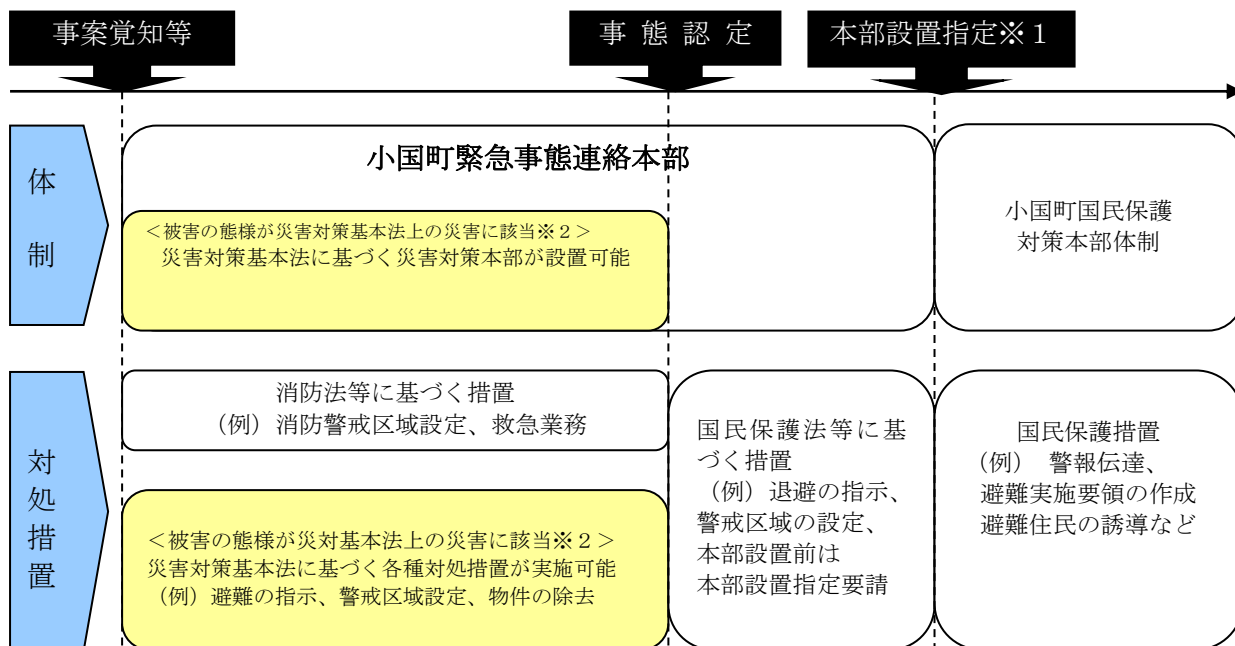 事案覚知等
事 態 認 定
本部設置指定※１
体
制
小国町緊急事態連絡本部
＜被害の態様が災害対策基本法上の災害に該当※２＞
災害対策基本法に基づく災害対策本部が設置可能
小国町国民保護
対策本部体制
対
処
措
置
消防法等に基づく措置
（例）消防警戒区域設定、救急業務
＜被害の態様が災対基本法上の災害に該当※２＞
災害対策基本法に基づく各種対処措置が実施可能
（例）避難の指示、警戒区域設定、物件の除去
国民保護法等に基
づく措置
（例）退避の指示、
警戒区域の設定、
本部設置前は
本部設置指定要請
国民保護措置
（例） 警報伝達、
避難実施要領の作成
避難住民の誘導など